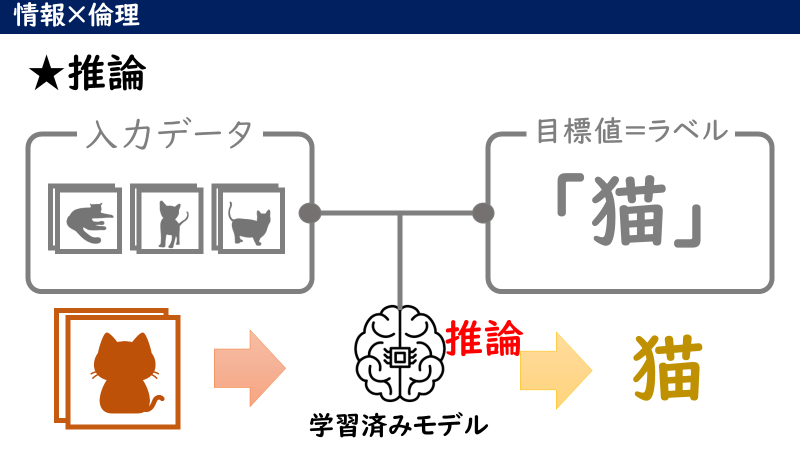 情報×倫理
★推論
入力データ
目標値=ラベル
「猫」
推論
猫
学習済みモデル